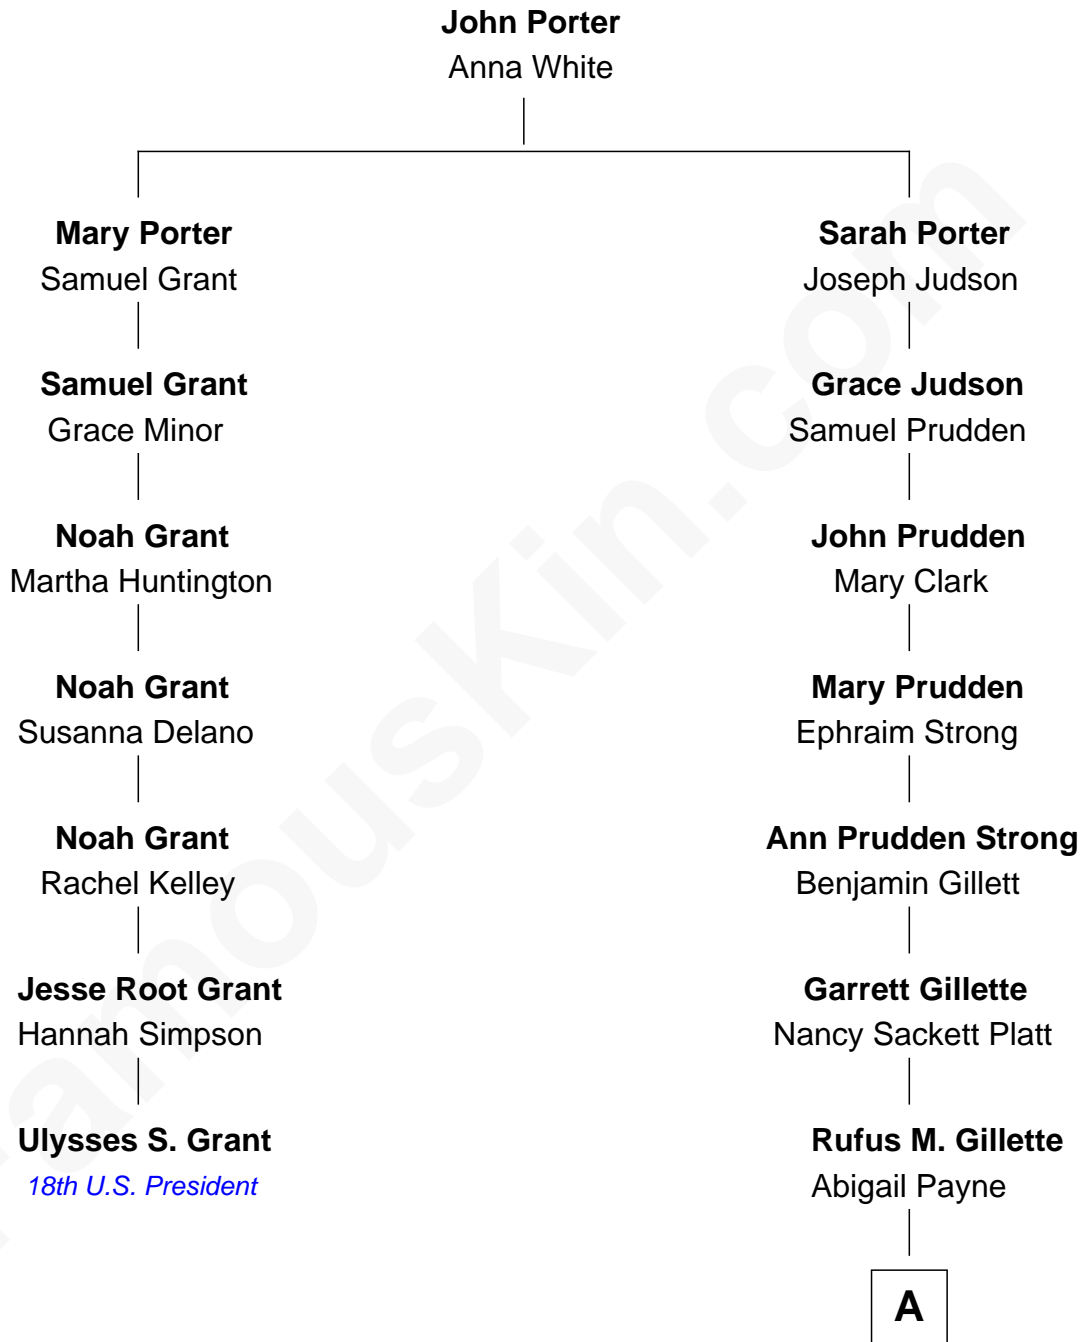 John Porter
Anna White
Mary Porter
Samuel Grant
Sarah Porter
Joseph Judson
Samuel Grant
Grace Minor
Grace Judson
Samuel Prudden
Noah Grant
Martha Huntington
John Prudden
Mary Clark
Noah Grant
Susanna Delano
Mary Prudden
Ephraim Strong
Noah Grant
Rachel Kelley
Ann Prudden Strong
Benjamin Gillett
Jesse Root Grant
Hannah Simpson
Garrett Gillette
Nancy Sackett Platt
Ulysses S. Grant
18th U.S. President
Rufus M. Gillette
Abigail Payne
A
FamousKin.com